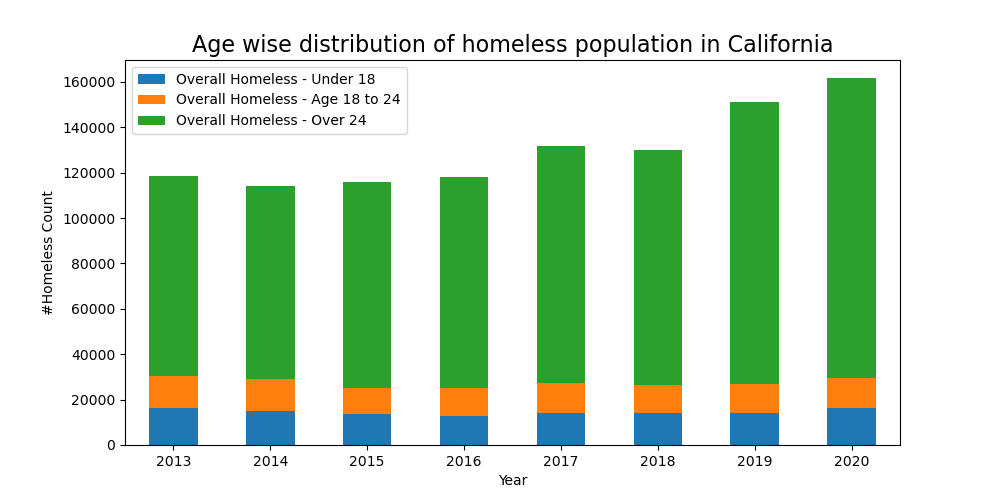 Age wise distribution of homeless population in California
Overall Homeless - Under 18
Overall Homeless - Age 18 to 24
Overall Homeless - Over 24
160000
140000
120000
100000
80000
60000
40000
20000
0
#Homeless Count
2013 2014 2015 2016 2017 2018 2019 2020
Year